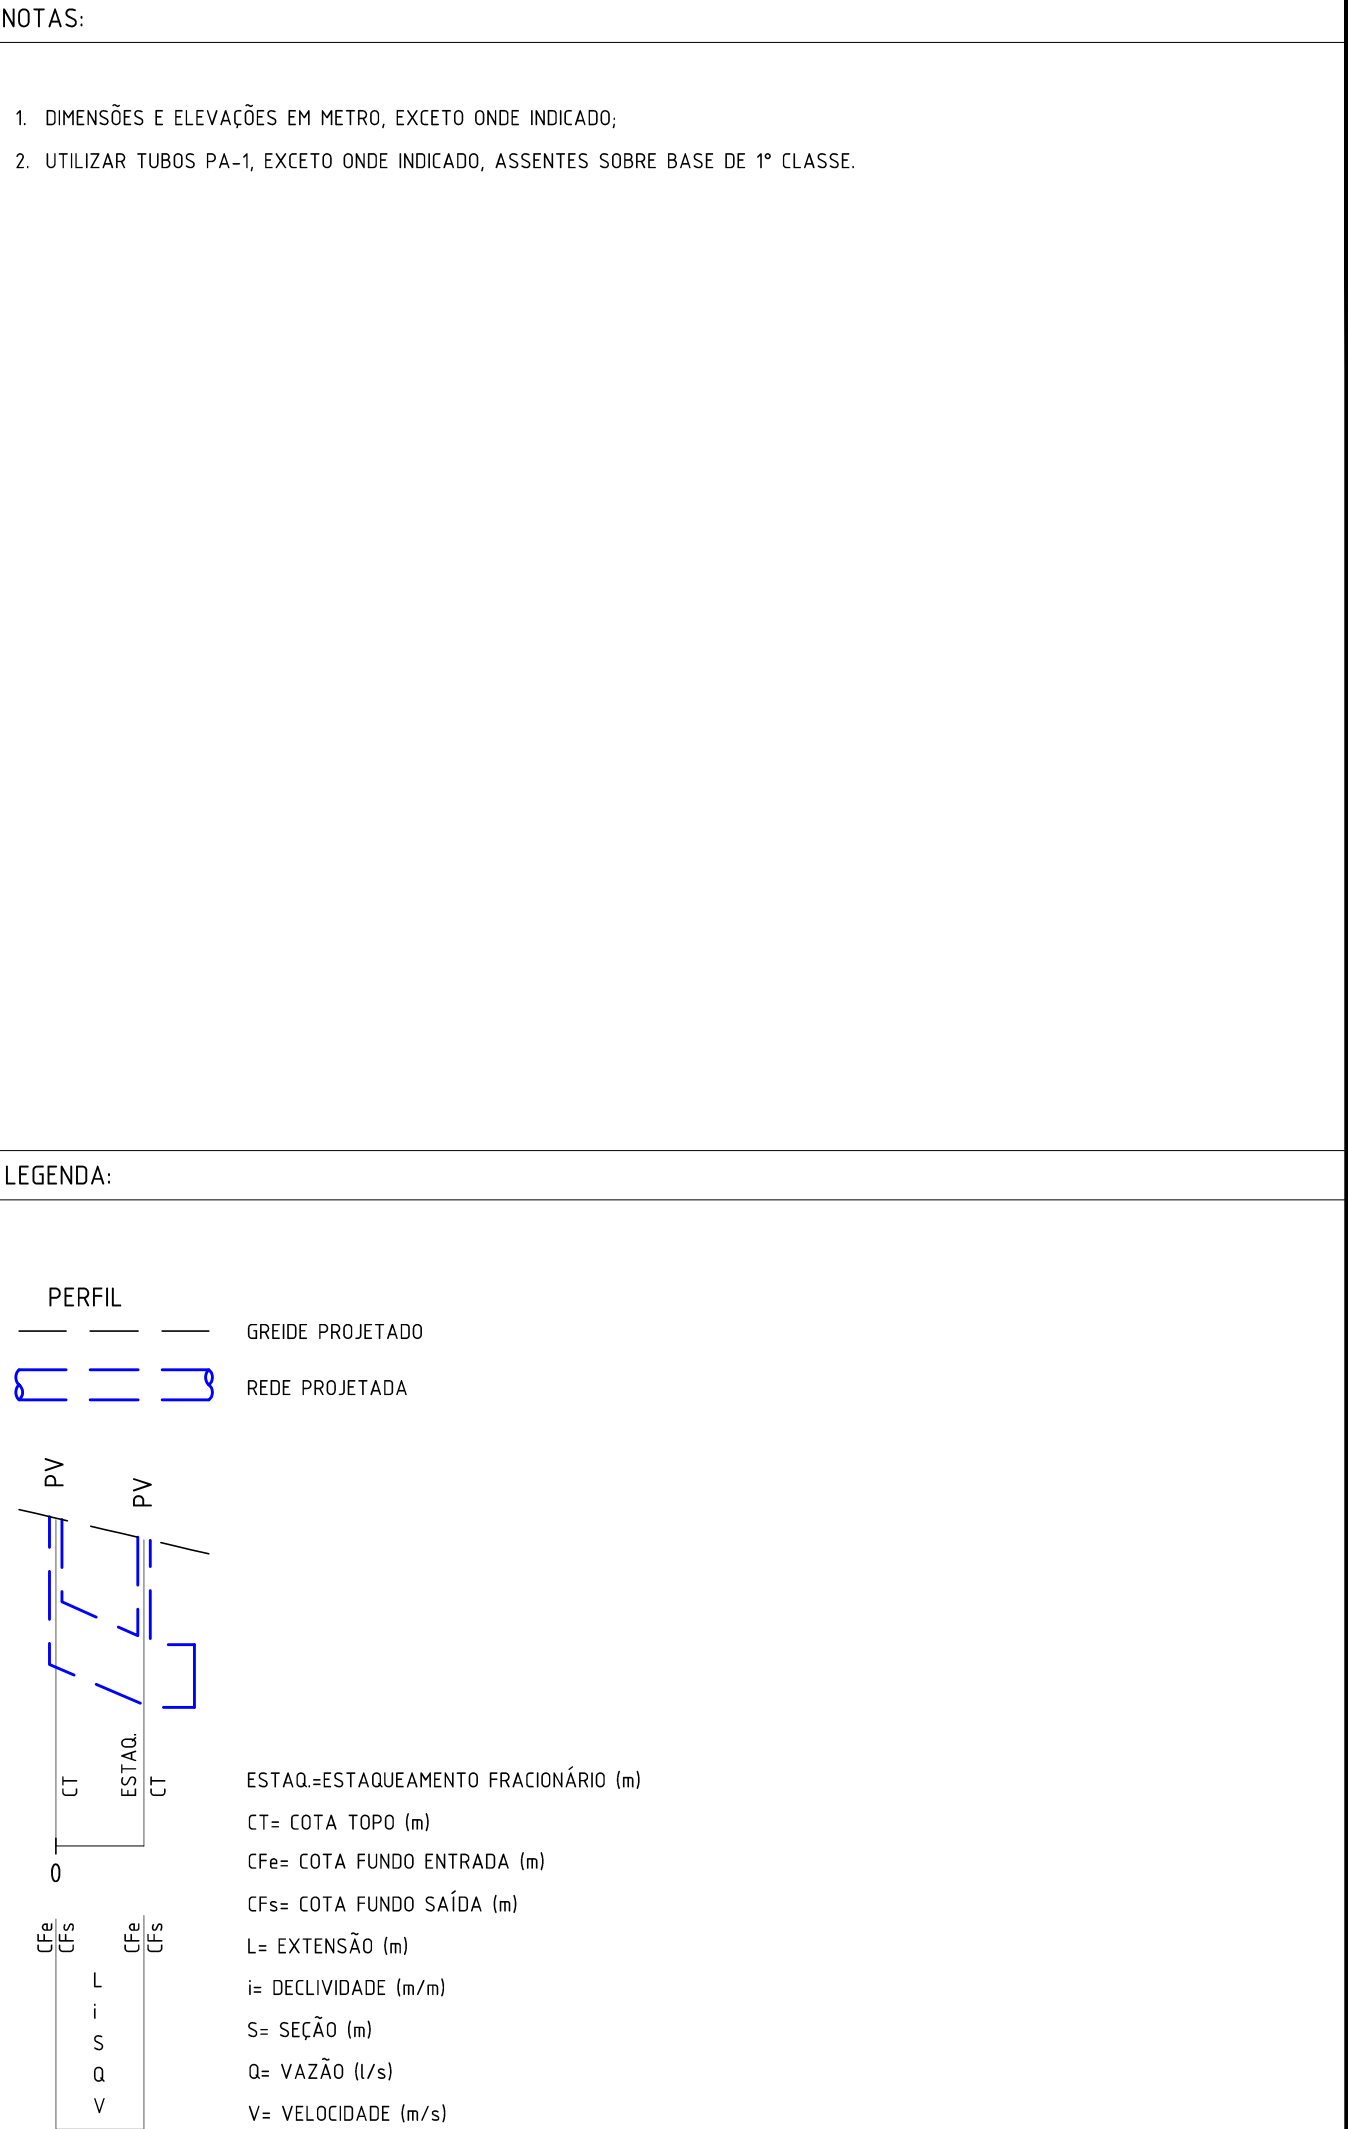 NOTAS:
1. DIMENSÕES E ELEVAÇÕES EM METRO, EXCETO ONDE INDICADO;
2. UTILIZAR TUBOS PA-1, EXCETO ONDE INDICADO, ASSENTES SOBRE BASE DE 1° CLASSE.
LEGENDA:
PERFIL
GREIDE PROJETADO
REDE PROJETADA
PV
PV
CT
ESTAQ.
CT
0
CFe
CFs
CFe
CFs
L
i
S
Q
V
ESTAQ.=ESTAQUEAMENTO FRACIONÁRIO (m)
CT= COTA TOPO (m)
CFe= COTA FUNDO ENTRADA (m)
CFs= COTA FUNDO SAÍDA (m)
L= EXTENSÃO (m)
i= DECLIVIDADE (m/m)
S= SEÇÃO (m)
Q= VAZÃO (l/s)
V= VELOCIDADE (m/s)